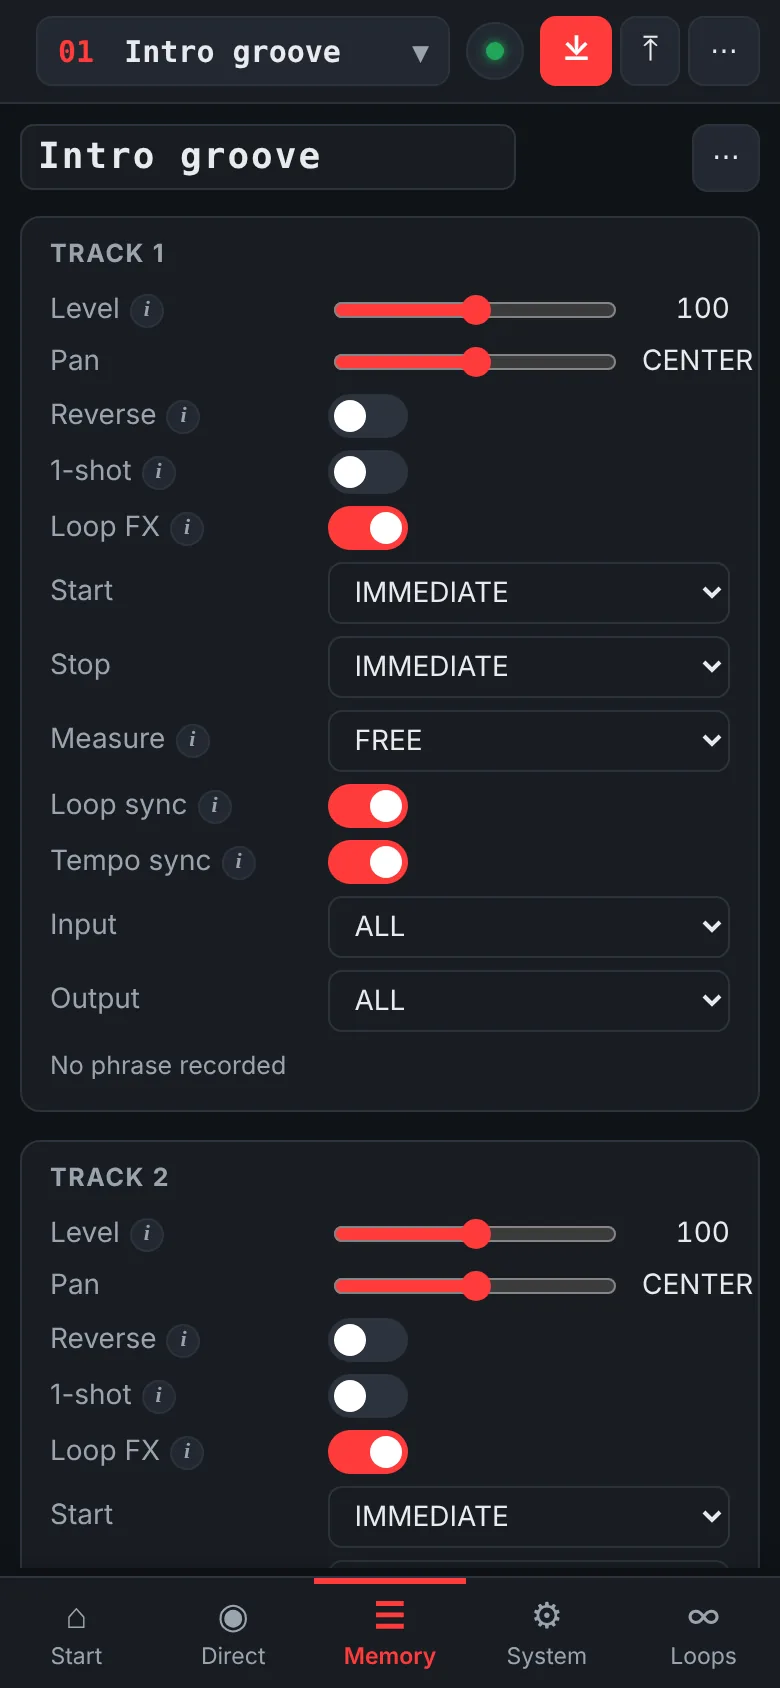 01 Intro groove ▼ ...
Intro groove ...
TRACK 1
Level i 100
Pan CENTER
Reverse i
1-shot i
Loop FX i
Start IMMEDIATE
Stop IMMEDIATE
Measure i FREE
Loop sync i
Tempo sync i
Input ALL
Output ALL
No phrase recorded
TRACK 2
Level i 100
Pan CENTER
Reverse i
1-shot i
Loop FX i
Start IMMEDIATE
Start Direct Memory System Loops